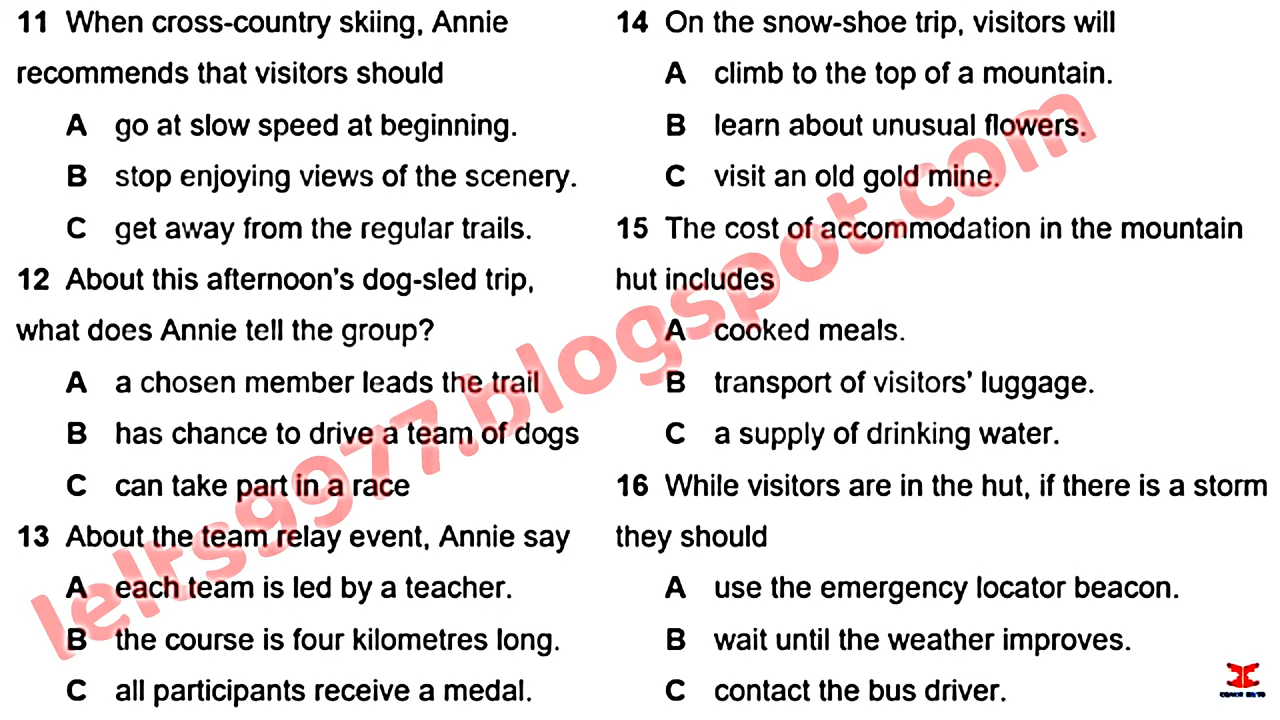 11 When cross-country skiing, Annie
recommends that visitors should
A go at slow speed at beginning.
B stop enjoying views of the scenery.
C get away from the regular trails.
12 About this afternoon's dog-sled trip,
what does Annie tell the group?
A a chosen member leads the trail
B has chance to drive a team of dogs
C can take part in a race
13 About the team relay event, Annie say
A each team is led by a teacher.
B the course is four kilometres long.
C all participants receive a medal.
14 On the snow-shoe trip, visitors will
A climb to the top of a mountain.
B learn about unusual flowers.
C visit an old gold mine.
15 The cost of accommodation in the mountain
hut includes
A cooked meals.
B transport of visitors' luggage.
C a supply of drinking water.
16 While visitors are in the hut, if there is a storm
they should
A use the emergency locator beacon.
B wait until the weather improves.
C contact the bus driver.
Ielts9977.blogspot.com